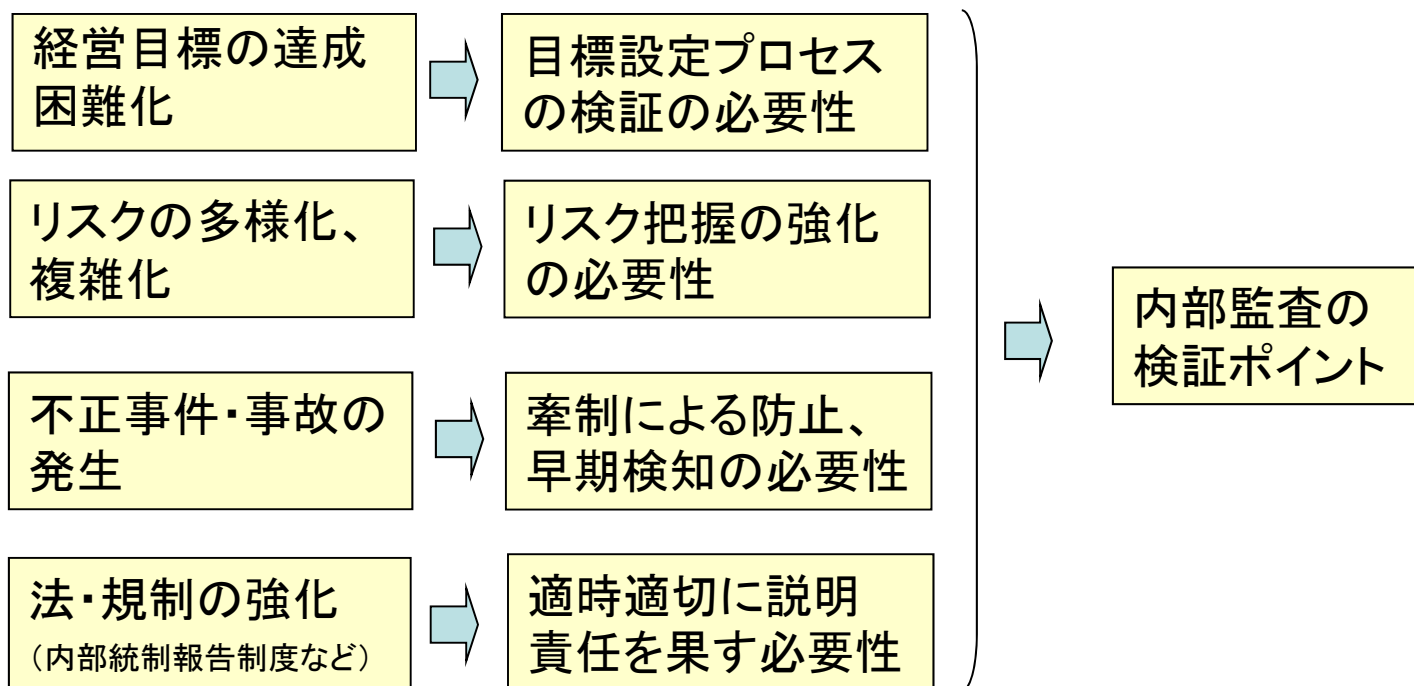 経営目標の達成
困難化
目標設定プロセス
の検証の必要性
リスクの多様化、
複雑化
リスク把握の強化
の必要性
不正事件・事故の
発生
牽制による防止、
早期検知の必要性
法・規制の強化
（内部統制報告制度など）
適時適切に説明
責任を果す必要性
内部監査の
検証ポイント